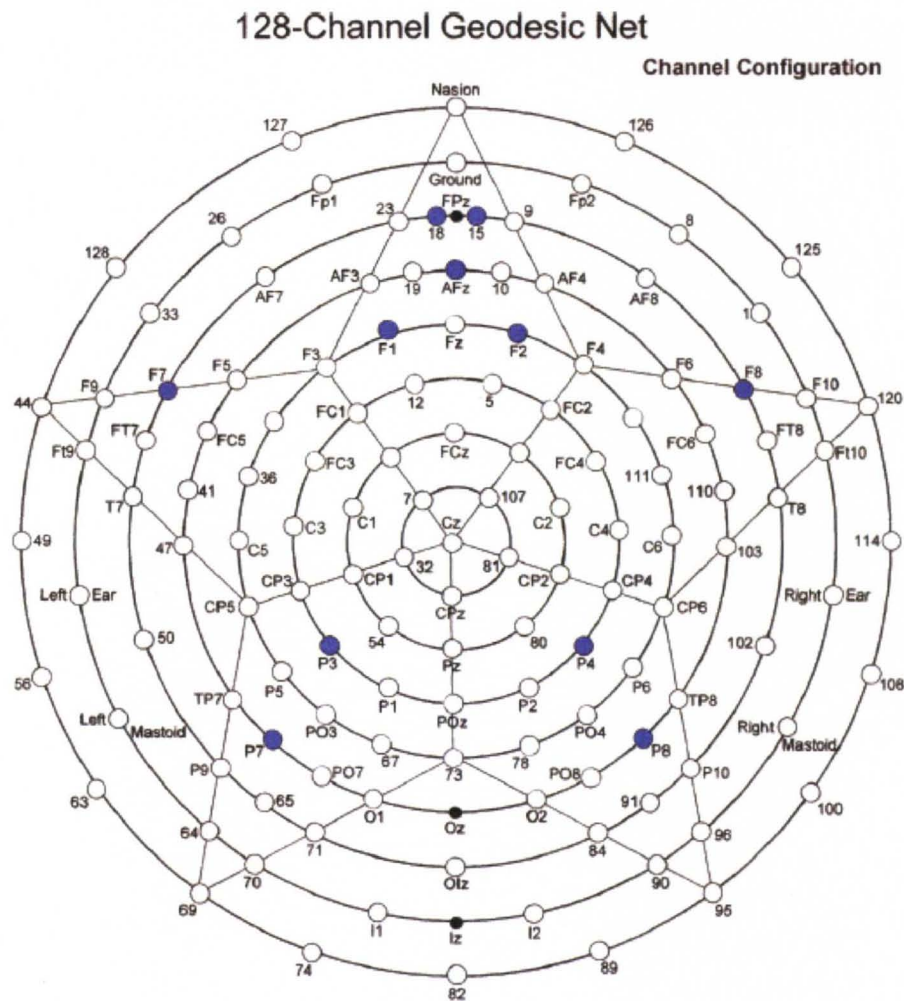 128-Channel Geodesic Net
Channel Configuration
Nasion
127
126
Ground
Fp1
Fp2
FPz
23
18
15
9
26
8
128
125
AF3
19
AFz
10
AF4
AF7
AF8
33
1
F1
Fz
F2
F3
F4
F9
F7
F5
F6
F8
F10
44
120
FC1
12
5
FC2
FT7
FC5
FC6
FT8
Ft9
FCz
Ft10
FC3
FC4
36
111
41
110
T7
7
107
T8
C1
C2
C3
Cz
C4
49
47
C5
C6
103
114
32
81
CP3
CP1
CP2
CP4
Left Ear
Right Ear
CP5
CPz
CP6
54
80
50
102
P3
Pz
P4
56
108
P5
P6
TP7
P1
P2
TP8
POz
Left Mastoid
Right Mastoid
PO3
PO4
P7
67
78
P8
73
P9
PO7
PO8
P10
63
65
91
100
O1
Oz
O2
64
96
71
84
70
OIz
90
69
95
I1
Iz
I2
74
89
82